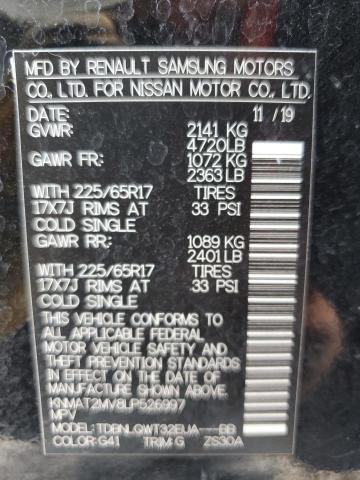 MFD BY RENAULT SAMSUNG MOTORS
CO., LTD. FOR NISSAN MOTOR CO., LTD.
DATE: 11 / 19
GVWR: 2141 KG
4720LB
GAWR FR: 1072 KG
2363 LB
WITH 225/65R17 TIRES
17X7J RIMS AT 33 PSI
COLD SINGLE
GAWR RR: 1089 KG
2401 LB
WITH 225/65R17 TIRES
17X7J RIMS AT 33 PSI
COLD SINGLE
THIS VEHICLE CONFORMS TO
ALL APPLICABLE FEDERAL
MOTOR VEHICLE SAFETY AND
THEFT PREVENTION STANDARDS
IN EFFECT ON THE DATE OF
MANUFACTURE SHOWN ABOVE.
KNMAT2MV8LP526997
MPV
MODEL: TDBNLQWT32EUA---BB
COLOR: G41 TRIM: G ZS30A